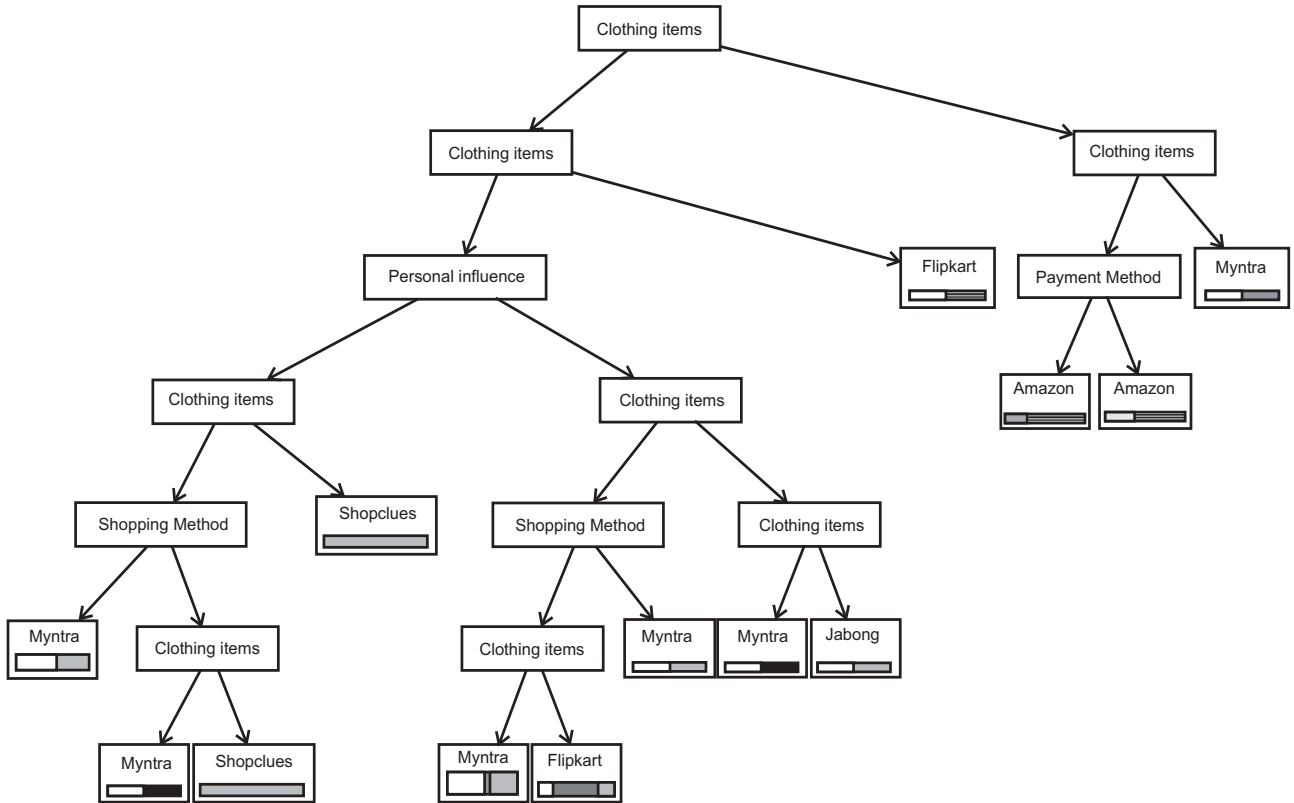 Clothing items
Clothing items
Clothing items
Personal influence
Flipkart
Payment Method
Myntra
Clothing items
Clothing items
Amazon
Amazon
Shopping Method
Shopclues
Shopping Method
Clothing items
Myntra
Clothing items
Clothing items
Myntra
Myntra
Jabong
Myntra
Shopclues
Myntra
Flipkart